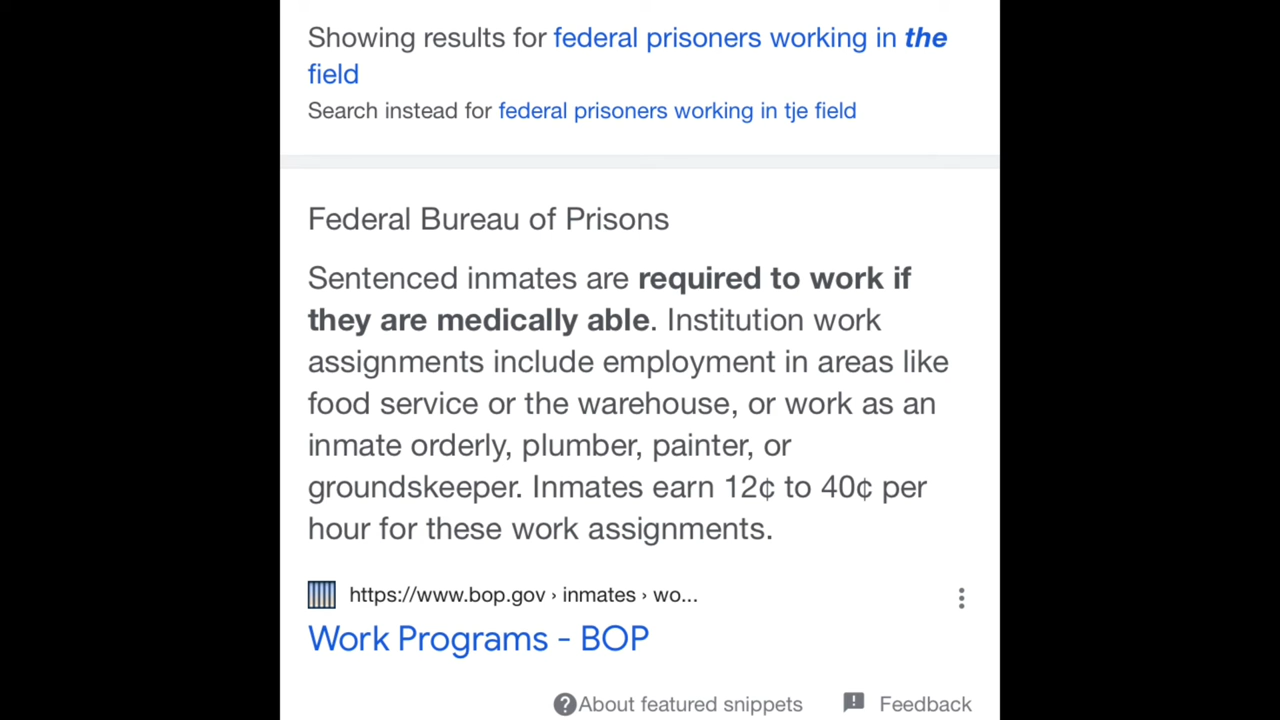 Showing results for federal prisoners working in the
field
Search instead for federal prisoners working in tje field
Federal Bureau of Prisons
Sentenced inmates are required to work if
they are medically able. Institution work
assignments include employment in areas like
food service or the warehouse, or work as an
inmate orderly, plumber, painter, or
groundskeeper. Inmates earn 12¢ to 40¢ per
hour for these work assignments.
https://www.bop.gov › inmates › wo...
Work Programs - BOP
About featured snippets Feedback